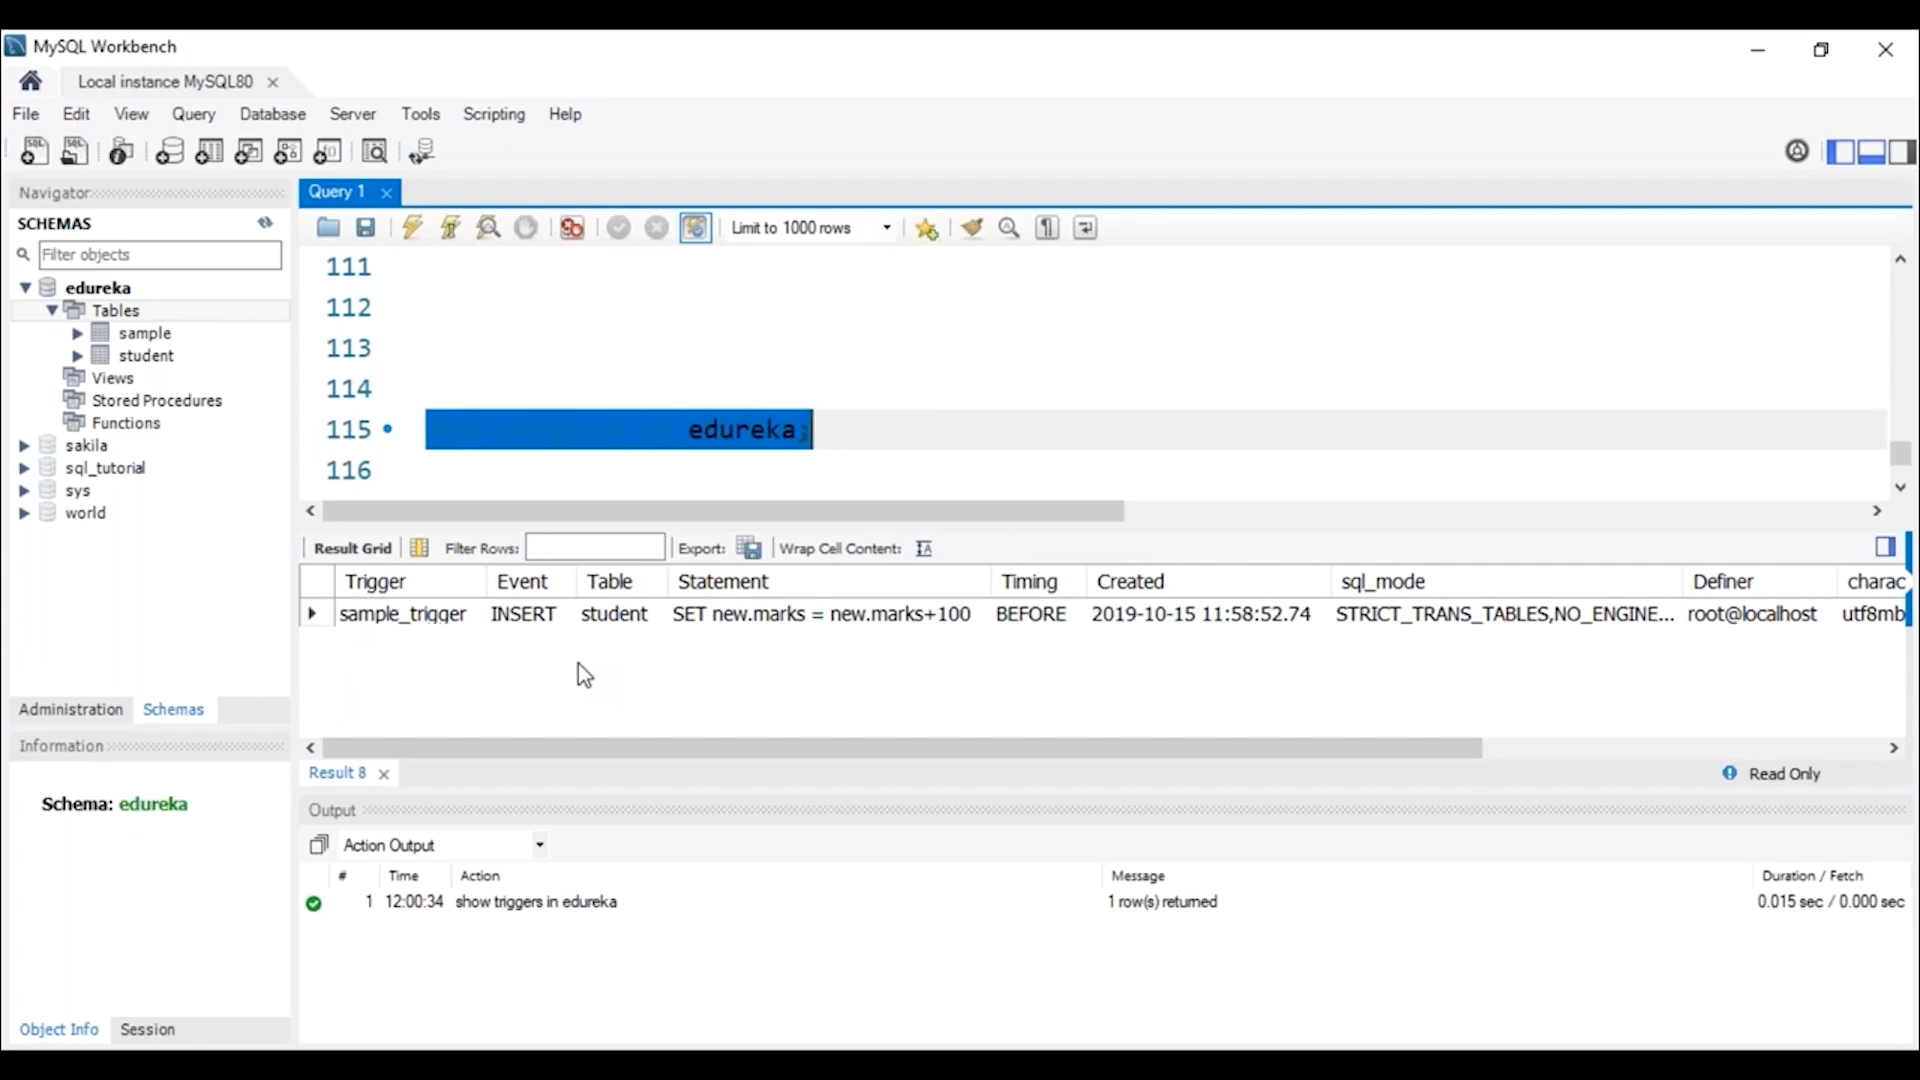 MySQL Workbench
Local instance MySQL80
File Edit View Query Database Server Tools Scripting Help
Navigator
SCHEMAS
Filter objects
edureka
Tables
sample
student
Views
Stored Procedures
Functions
sakila
sql_tutorial
sys
world
Administration Schemas
Information
Schema: edureka
Object Info Session
Query 1
Limit to 1000 rows
111
112
113
114
115 edureka;
116
Result Grid Filter Rows: Export: Wrap Cell Content:
Trigger Event Table Statement Timing Created sql_mode Definer charac
sample_trigger INSERT student SET new.marks = new.marks+100 BEFORE 2019-10-15 11:58:52.74 STRICT_TRANS_TABLES,NO_ENGINE... root@localhost utf8mb
Result 8 Read Only
Output
Action Output
# Time Action Message Duration / Fetch
1 12:00:34 show triggers in edureka 1 row(s) returned 0.015 sec / 0.000 sec